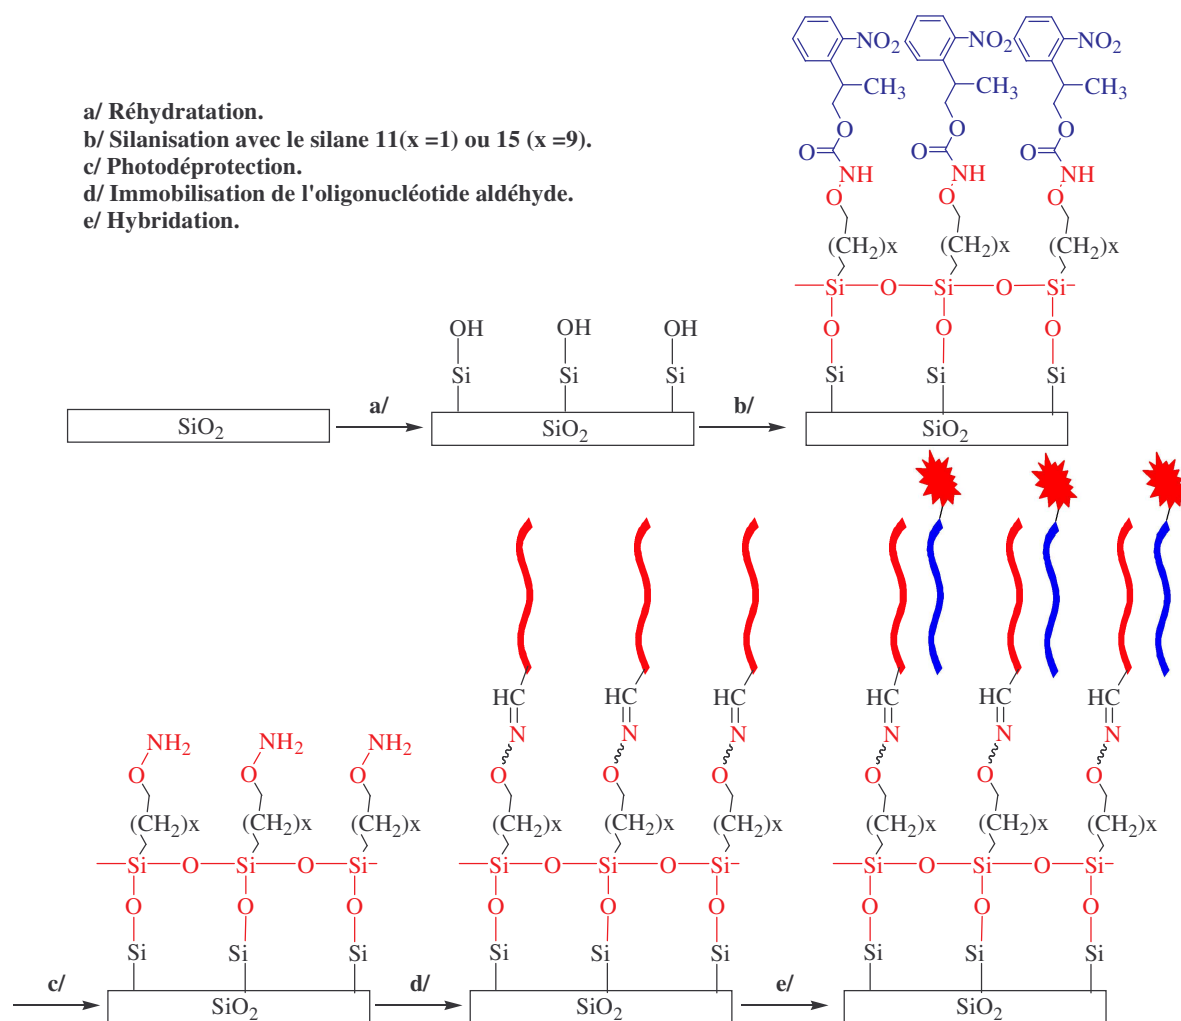 NO2 NO2 NO2
CH3 CH3 CH3
O O O
O O O
NH NH NH
O O O
(CH2)x (CH2)x (CH2)x
Si O Si O Si
O O O
Si Si Si
SiO2
a/ Réhydratation.
b/ Silanisation avec le silane 11(x =1) ou 15 (x =9).
c/ Photodéprotection.
d/ Immobilisation de l'oligonucléotide aldéhyde.
e/ Hybridation.
OH OH OH
Si Si Si
SiO2 a/ SiO2 b/
NH2 NH2 NH2
O O O
(CH2)x (CH2)x (CH2)x
Si O Si O Si
O O O
Si Si Si
c/ SiO2 d/
HC HC HC
N N N
O O O
(CH2)x (CH2)x (CH2)x
Si O Si O Si
O O O
Si Si Si
SiO2 e/
HC HC HC
N N N
O O O
(CH2)x (CH2)x (CH2)x
Si O Si O Si
O O O
Si Si Si
SiO2